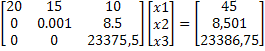 [20 15 10] [x1] = [45]
[0 0.001 8.5] [x2] = [8,501]
[0 0 23375,5] [x3] = [23386,75]